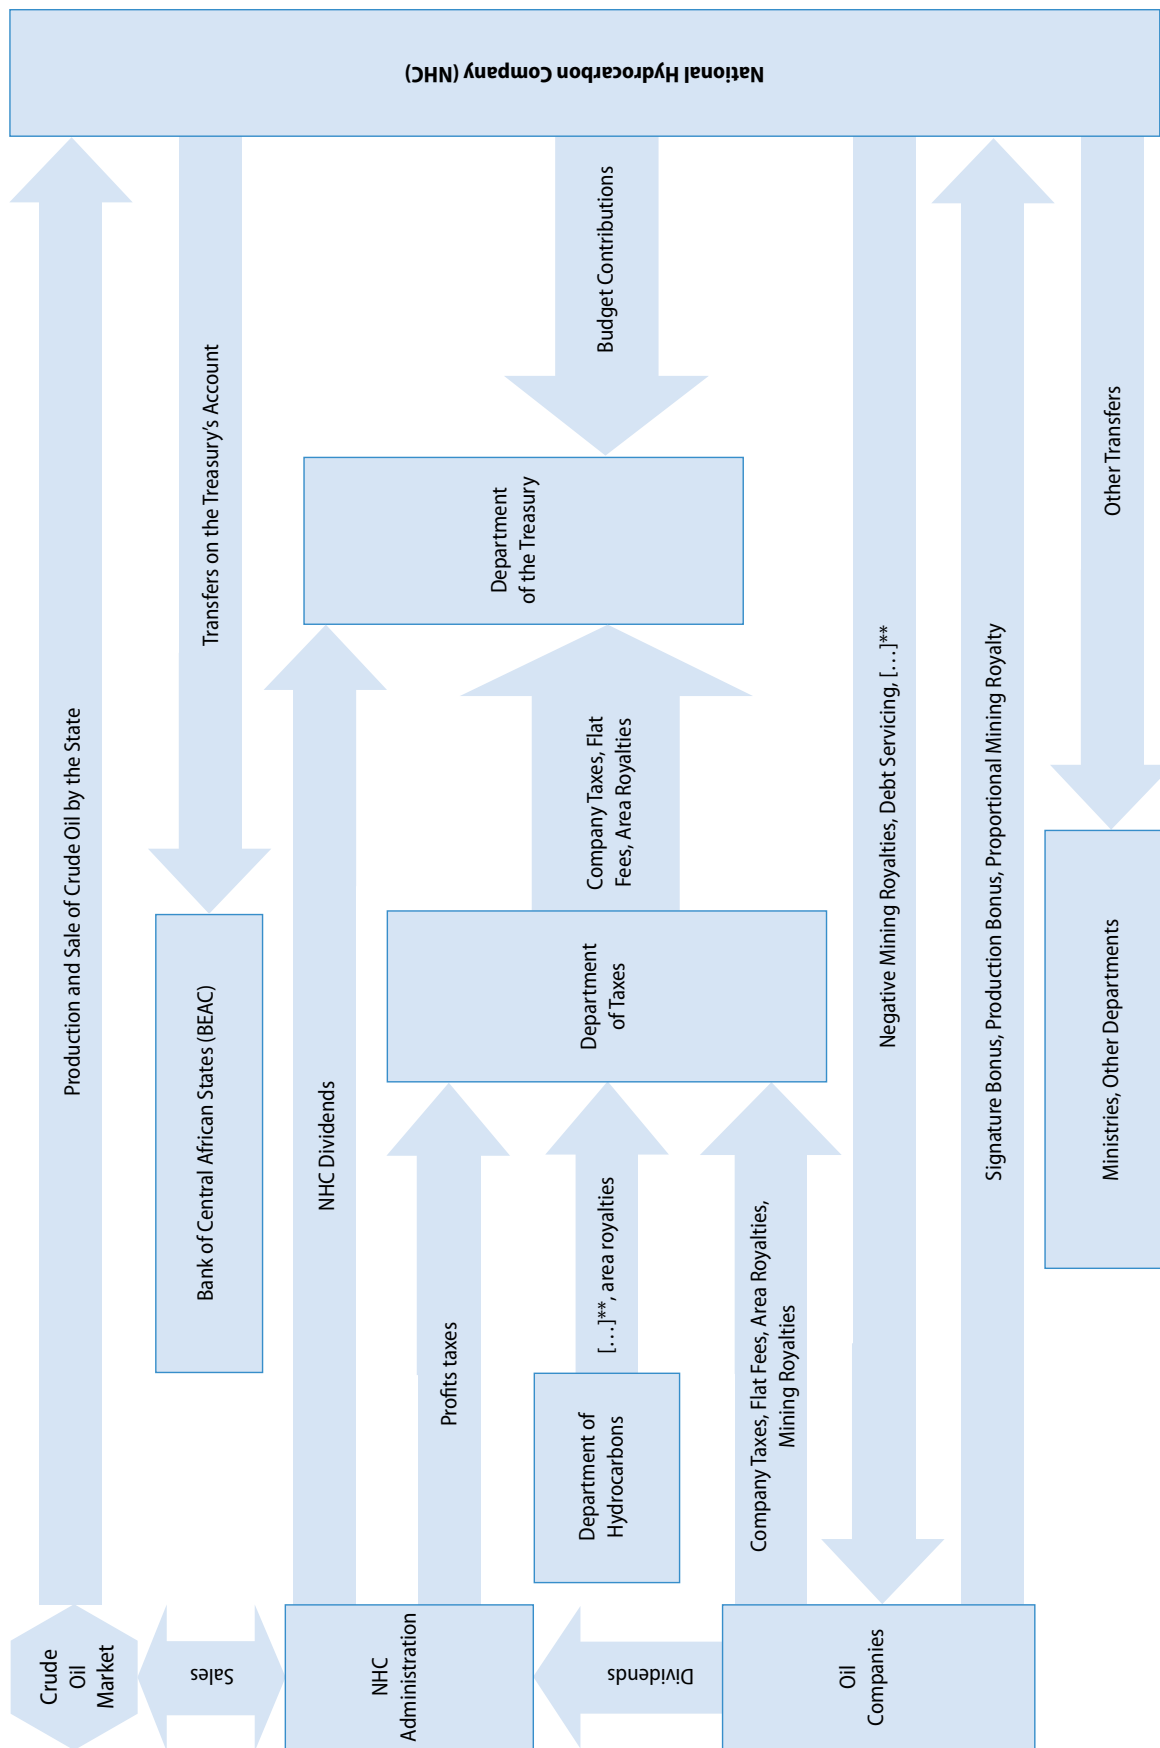 National Hydrocarbon Company (NHC)
Production and Sale of Crude Oil by the State
Transfers on the Treasury’s Account
Budget Contributions
Other Transfers
Department
of the Treasury
Company Taxes, Flat
Fees, Area Royalties
Negative Mining Royalties, Debt Servicing, […]**
Signature Bonus, Production Bonus, Proportional Mining Royalty
Bank of Central African States (BEAC)
NHC Dividends
Department
of Taxes
Ministries, Other Departments
Profits taxes
[…]**, area royalties
Company Taxes, Flat Fees, Area Royalties,
Mining Royalties
Department of
Hydrocarbons
Crude
Oil
Market
Sales
NHC
Administration
Dividends
Oil
Companies